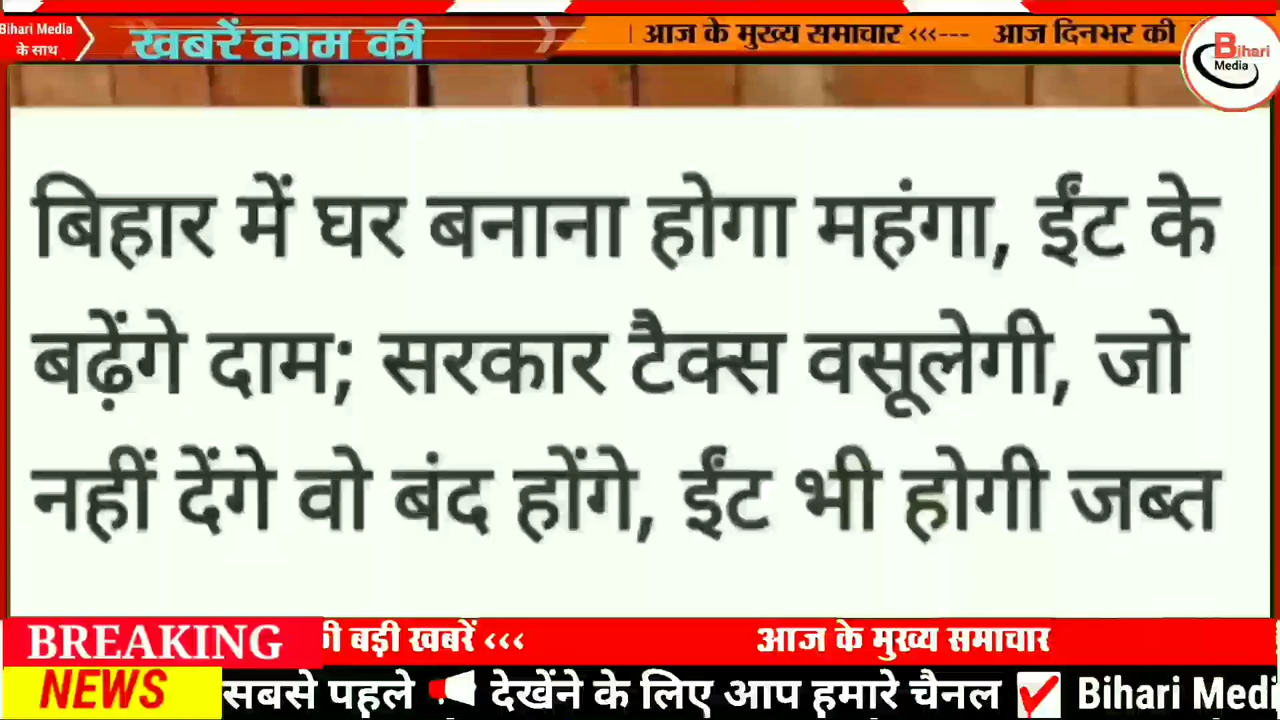 Bihari Media
के साथ
खबरें काम की
आज के मुख्य समाचार <<<--- आज दिनभर की
Bihari
Media
बिहार में घर बनाना होगा महंगा, ईंट के
बढ़ेंगे दाम; सरकार टैक्स वसूलेगी, जो
नहीं देंगे वो बंद होंगे, ईंट भी होगी जब्त
BREAKING
NEWS
की बड़ी खबरें <<< आज के मुख्य समाचार
सबसे पहले देखेंने के लिए आप हमारे चैनल Bihari Medi